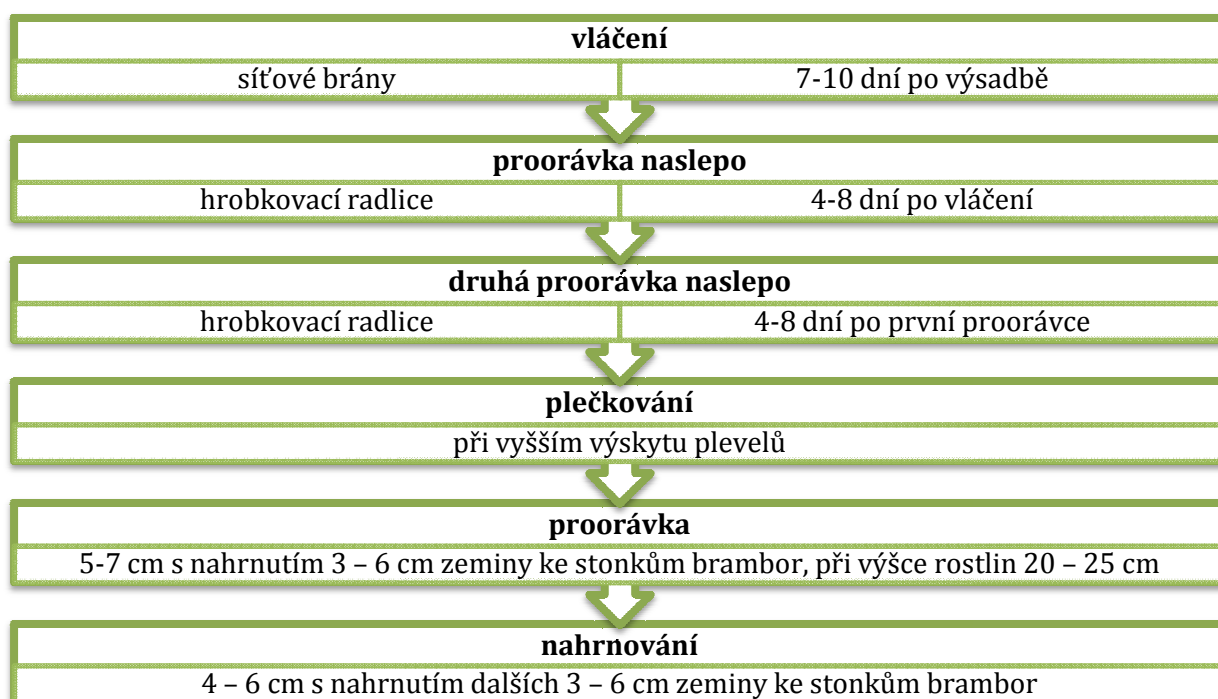 vláčení
síťové brány 7-10 dní po výsadbě
proorávka naslepo
hrobkovací radlice 4-8 dní po vláčení
druhá proorávka naslepo
hrobkovací radlice 4-8 dní po první proorávce
plečkování
při vyšším výskytu plevelů
proorávka
5-7 cm s nahrnutím 3 – 6 cm zeminy ke stonkům brambor, při výšce rostlin 20 – 25 cm
nahrnování
4 – 6 cm s nahrnutím dalších 3 – 6 cm zeminy ke stonkům brambor